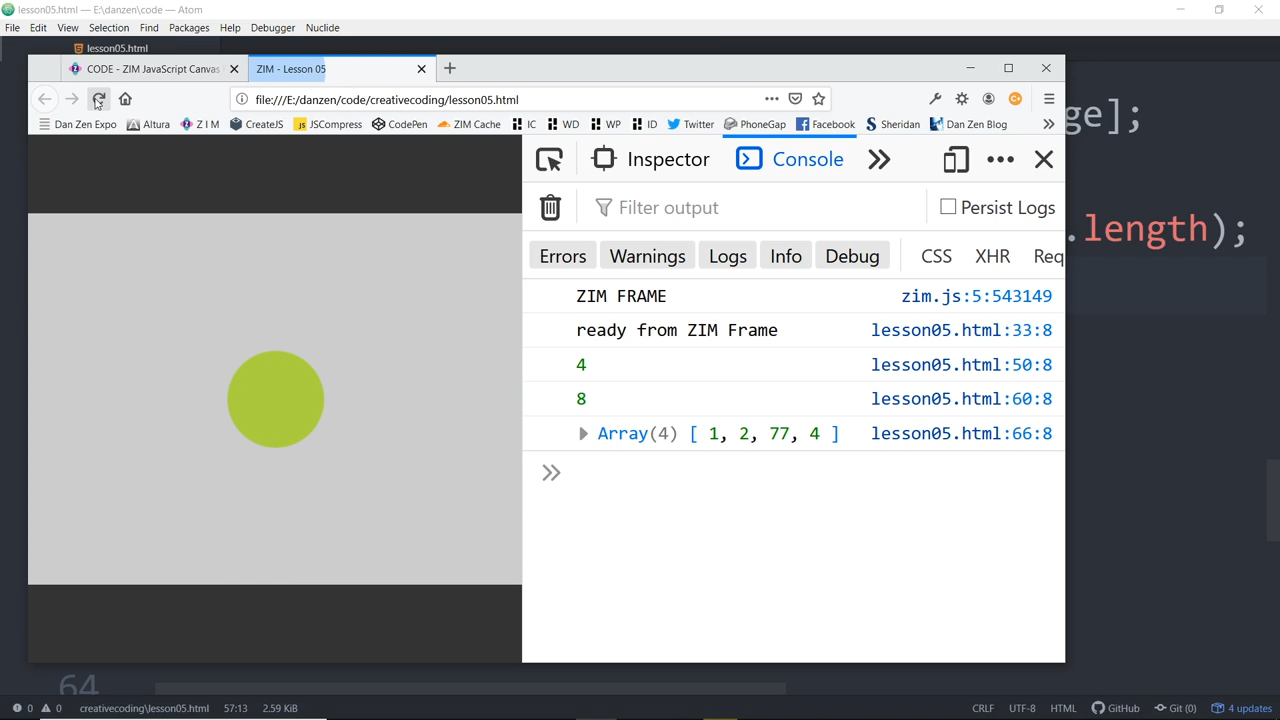 lesson05.html — E:\danzen\code — Atom
File Edit View Selection Find Packages Help Debugger Nuclide
lesson05.html
CODE - ZIM JavaScript Canvas
ZIM - Lesson 05
file:///E:/danzen/creativecoding/lesson05.html
Dan Zen Expo Altura Z I M CreateJS JSCompress CodePen ZIM Cache IC WD WP ID Twitter PhoneGap Facebook Sheridan Dan Zen Blog
ge];
Inspector Console
Filter output Persist Logs
.length);
Errors Warnings Logs Info Debug CSS XHR Req
ZIM FRAME zim.js:5:543149
ready from ZIM Frame lesson05.html:33:8
4 lesson05.html:50:8
8 lesson05.html:60:8
Array(4) [ 1, 2, 77, 4 ] lesson05.html:66:8
64
0 0 creativecoding\lesson05.html 57:13 2.59 KiB CRLF UTF-8 HTML GitHub Git (0) 4 updates